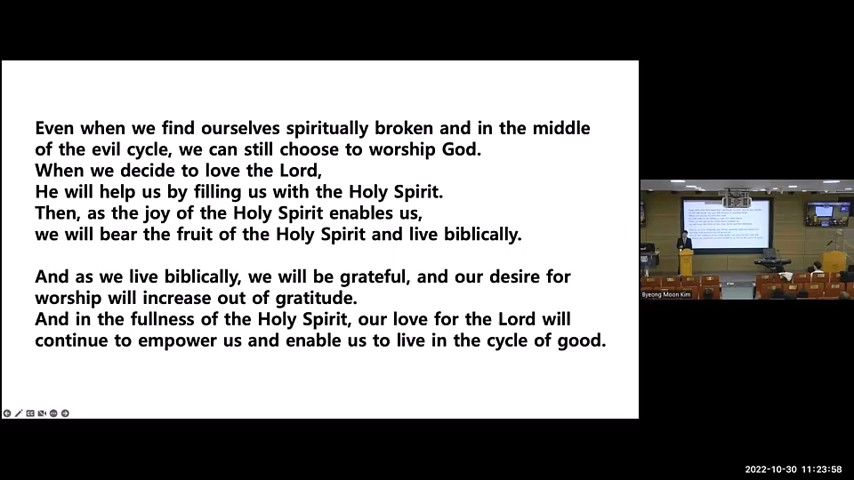 Even when we find ourselves spiritually broken and in the middle
of the evil cycle, we can still choose to worship God.
When we decide to love the Lord,
He will help us by filling us with the Holy Spirit.
Then, as the joy of the Holy Spirit enables us,
we will bear the fruit of the Holy Spirit and live biblically.
And as we live biblically, we will be grateful, and our desire for
worship will increase out of gratitude.
And in the fullness of the Holy Spirit, our love for the Lord will
continue to empower us and enable us to live in the cycle of good.
Byeong Moon Kim
2022-10-30 11:23:58